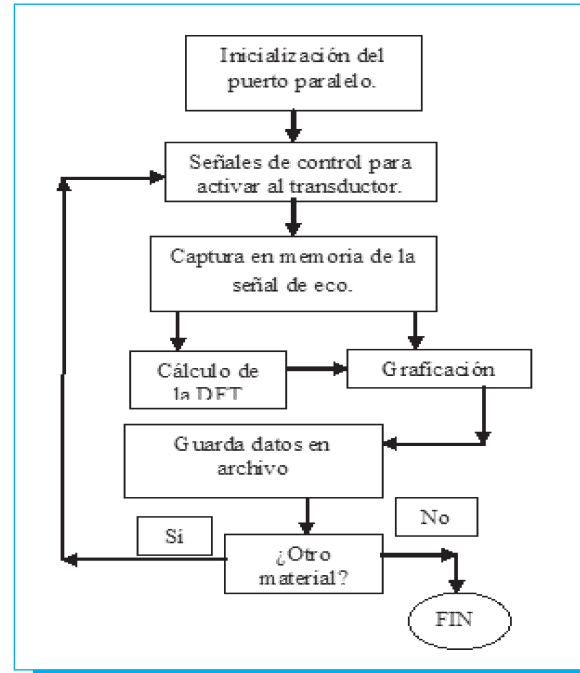 Inicialización del
puerto paralelo.
Señales de control para
activar al transductor.
Captura en memoria de la
señal de eco.
Cálculo de
la DFT
Graficación
Guarda datos en
archivo
Sí
No
¿Otro
material?
FIN